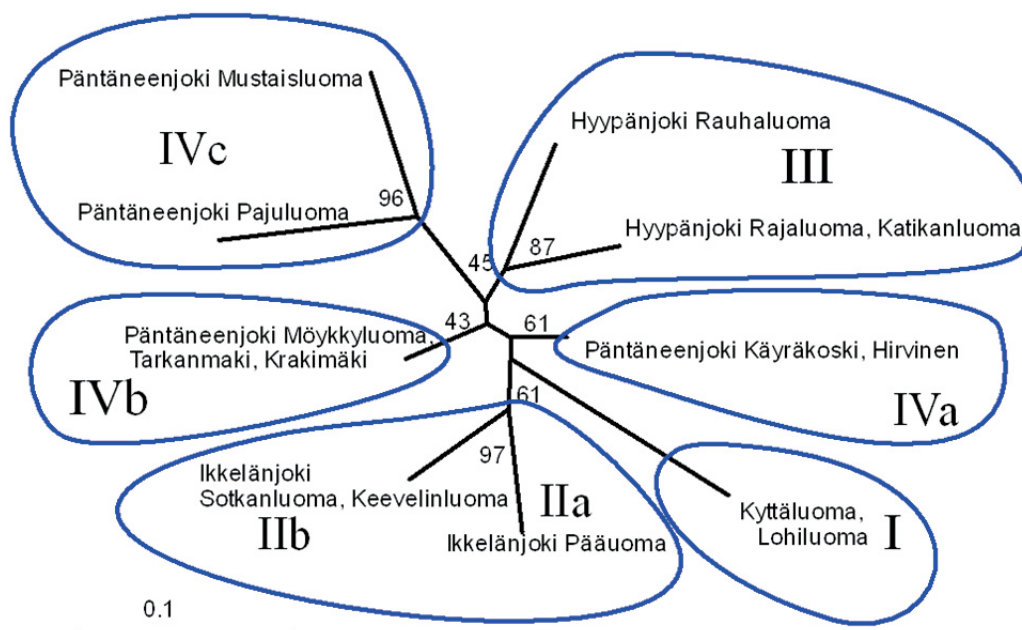 Päntäneenjoki Mustaisluoma
IVc
96
Päntäneenjoki Pajuluoma
Hyypänjoki Rauhaluoma
III
87
Hyypänjoki Rajaluoma, Katikanluoma
45
43
Päntäneenjoki Möykkyluoma,
Tarkanmaki, Krakimäki
IVb
61
Päntäneenjoki Käyräkoski, Hirvinen
IVa
61
97
Ikkelänjoki
Sotkanluoma, Keevelinluoma
IIb
IIa
Ikkelänjoki Pääuoma
Kyttäluoma,
Lohiluoma
I
0.1